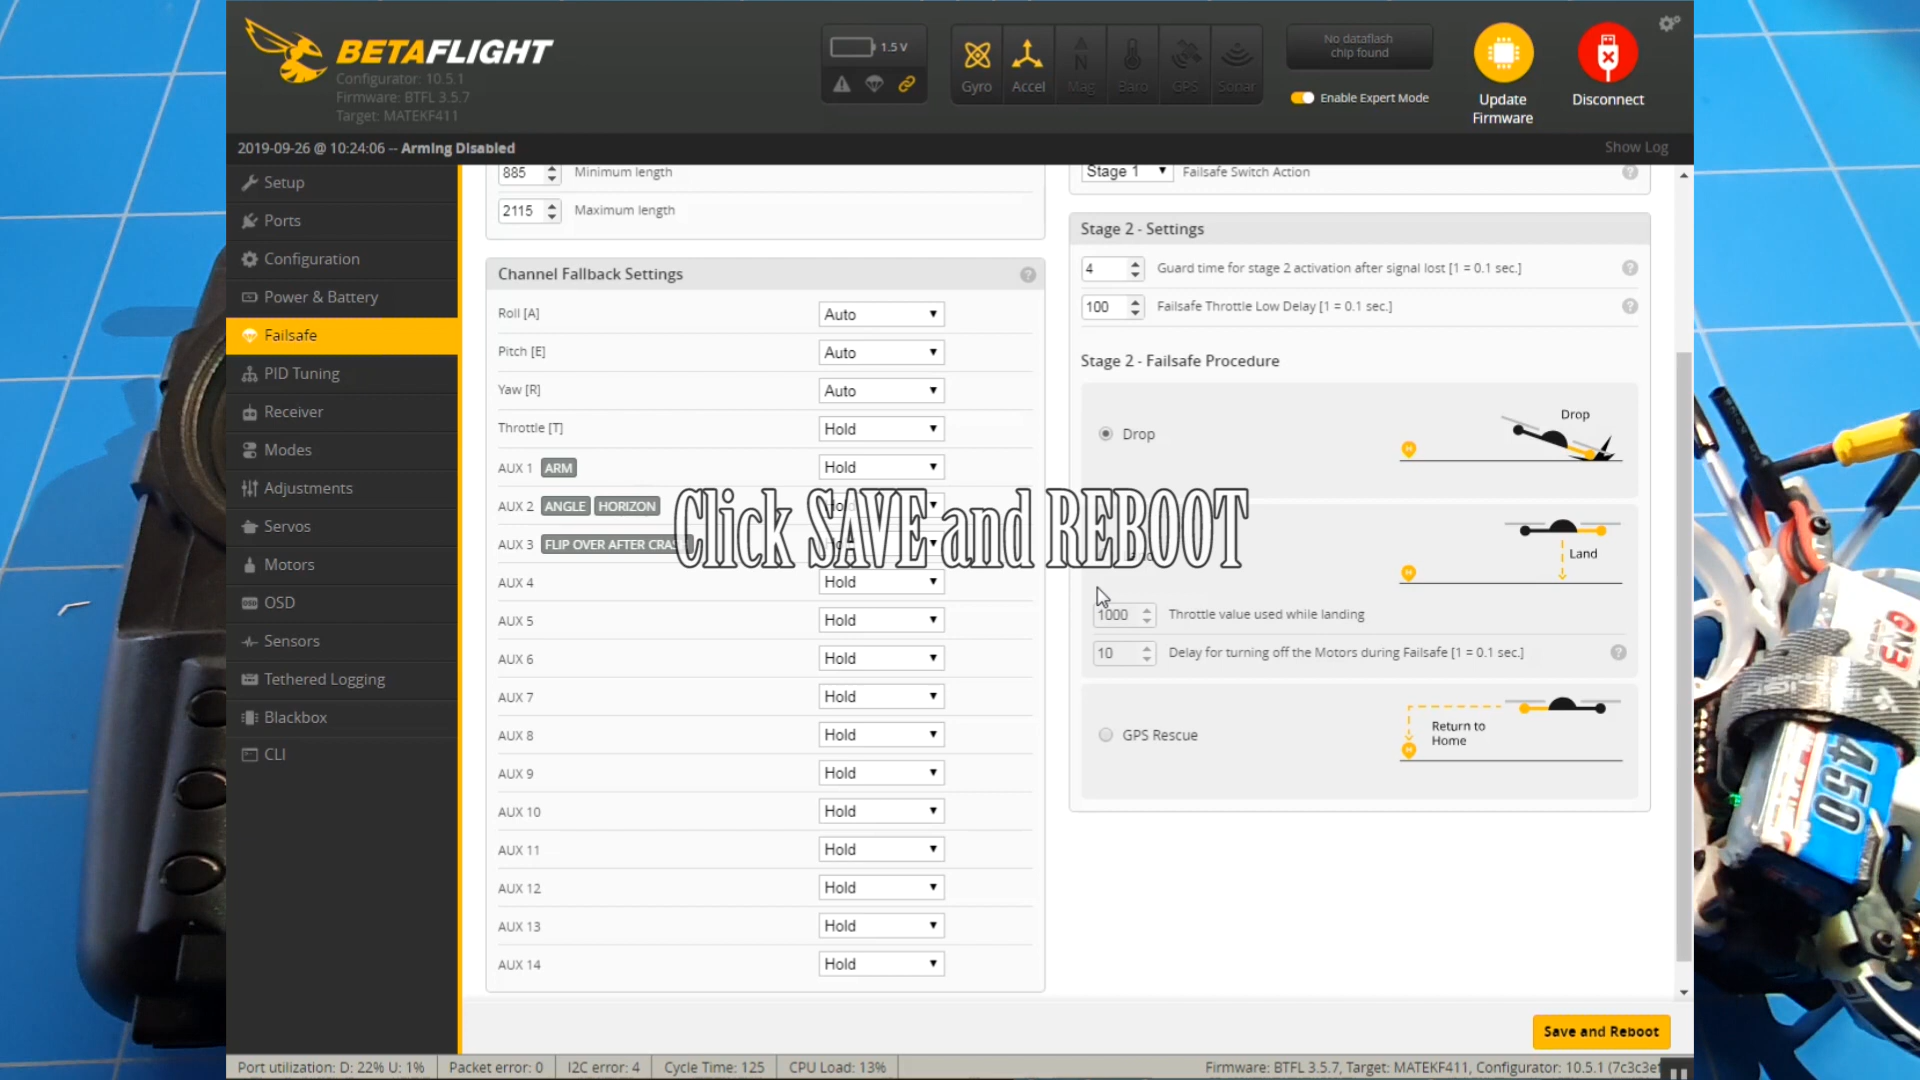 BETAFLIGHT
Configurator: 10.5.1
Firmware: BTFL 3.5.7
Target: MATEKF411
1.5 V
Gyro
Accel
Mag
Baro
GPS
Sonar
No dataflash
chip found
Enable Expert Mode
Update
Firmware
Disconnect
2019-09-26 @ 10:24:06 -- Arming Disabled
Show Log
Setup
Ports
Configuration
Power & Battery
Failsafe
PID Tuning
Receiver
Modes
Adjustments
Servos
Motors
OSD
Sensors
Tethered Logging
Blackbox
CLI
885 Minimum length
2115 Maximum length
Channel Fallback Settings
Roll [A] Auto
Pitch [E] Auto
Yaw [R] Auto
Throttle [T] Hold
AUX 1 ARM Hold
AUX 2 ANGLE HORIZON
AUX 3 FLIP OVER AFTER
AUX 4 Hold
AUX 5 Hold
AUX 6 Hold
AUX 7 Hold
AUX 8 Hold
AUX 9 Hold
AUX 10 Hold
AUX 11 Hold
AUX 12 Hold
AUX 13 Hold
AUX 14 Hold
Click SAVE and REBOOT
Stage 1 Failsafe Switch Action
Stage 2 - Settings
4 Guard time for stage 2 activation after signal lost [1 = 0.1 sec.]
100 Failsafe Throttle Low Delay [1 = 0.1 sec.]
Stage 2 - Failsafe Procedure
Drop
Drop
Land
1000 Throttle value used while landing
10 Delay for turning off the Motors during Failsafe [1 = 0.1 sec.]
GPS Rescue
Return to
Home
Save and Reboot
Port utilization: D: 22% U: 1%
Packet error: 0
I2C error: 4
Cycle Time: 125
CPU Load: 13%
Firmware: BTFL 3.5.7, Target: MATEKF411, Configurator: 10.5.1
GN3
450